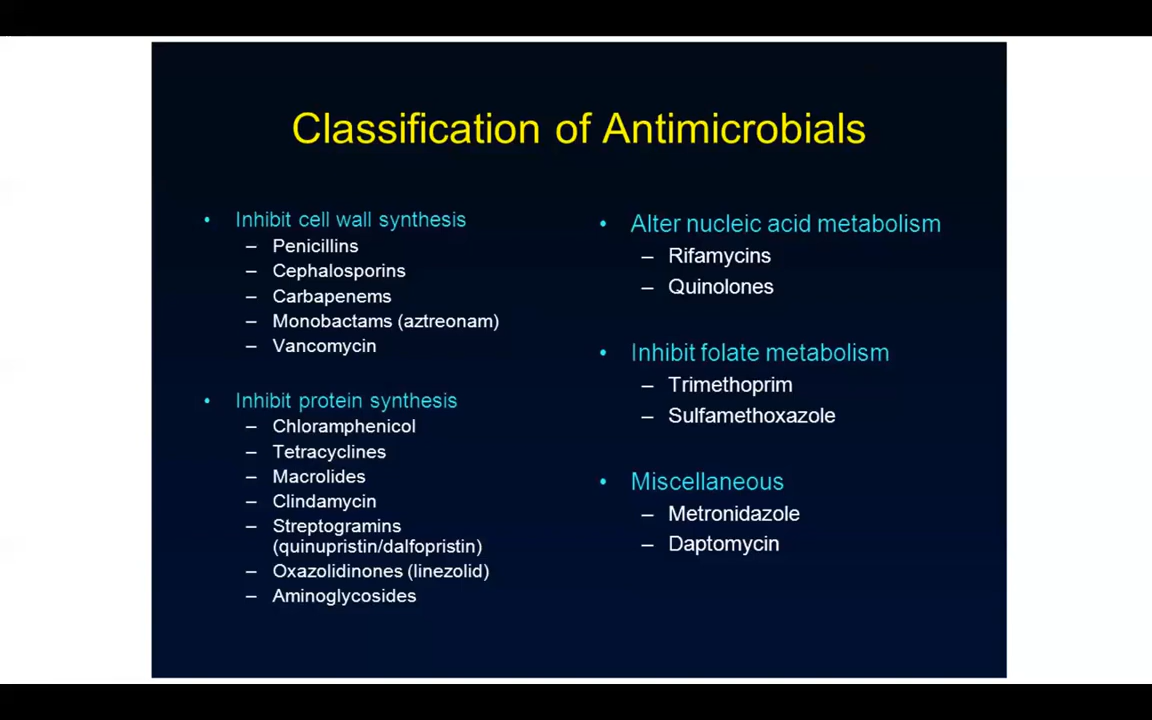 Classification of Antimicrobials
• Inhibit cell wall synthesis
– Penicillins
– Cephalosporins
– Carbapenems
– Monobactams (aztreonam)
– Vancomycin
• Inhibit protein synthesis
– Chloramphenicol
– Tetracyclines
– Macrolides
– Clindamycin
– Streptogramins
(quinupristin/dalfopristin)
– Oxazolidinones (linezolid)
– Aminoglycosides
• Alter nucleic acid metabolism
– Rifamycins
– Quinolones
• Inhibit folate metabolism
– Trimethoprim
– Sulfamethoxazole
• Miscellaneous
– Metronidazole
– Daptomycin